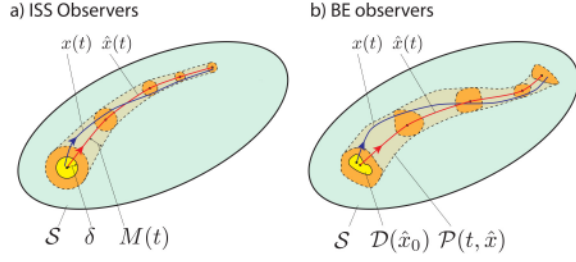 a) ISS Observers
b) BE observers
x(t) x̂(t)
x(t) x̂(t)
𝒮 δ M(t)
𝒮 𝒟(x̂₀) 𝒫(t, x̂)